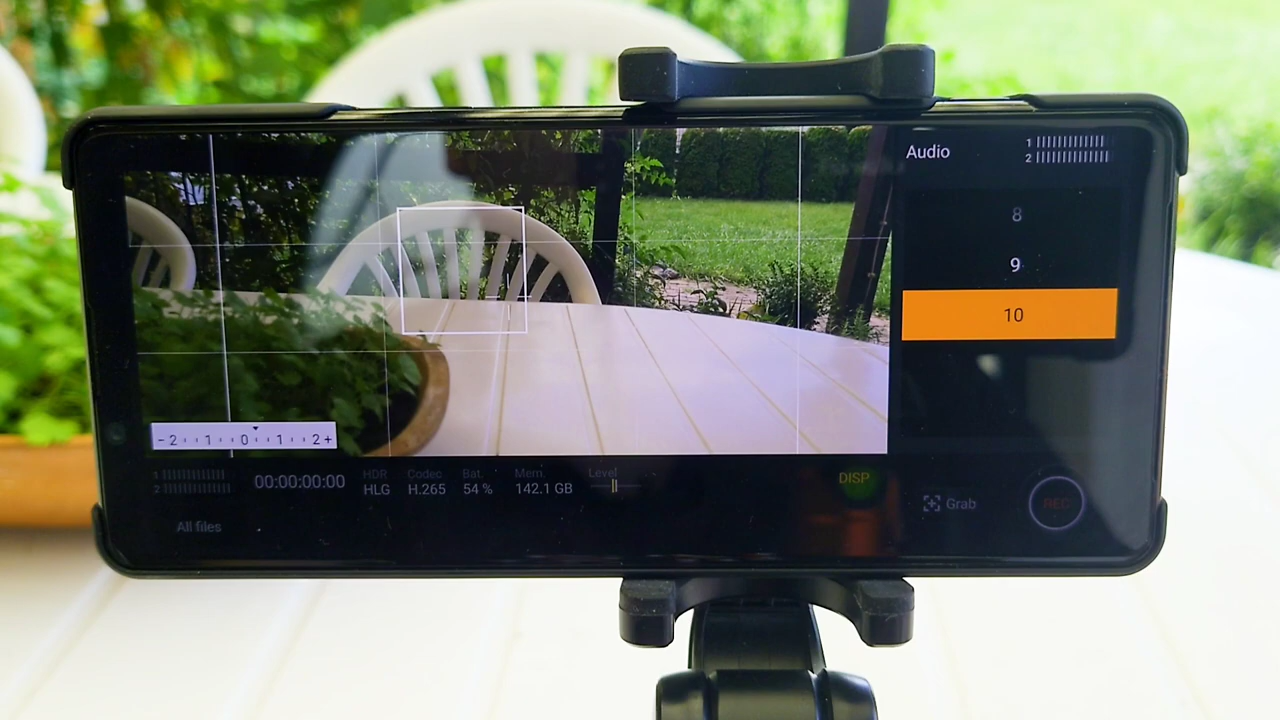 Audio
1
2
8
9
10
-2 1 0 1 2+
1
2
00:00:00:00
HDR
HLG
Codec
H.265
Bat.
54 %
Mem.
142.1 GB
Level
DISP
Grab
REC
All files